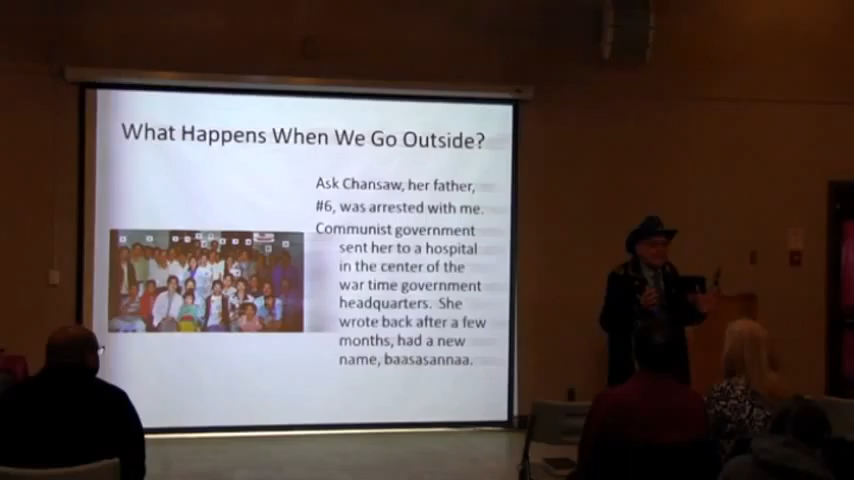 What Happens When We Go Outside?
Ask Chansaw, her father,
#6, was arrested with me.
Communist government
sent her to a hospital
in the center of the
war time government
headquarters. She
wrote back after a few
months, had a new
name, baasasannaa.